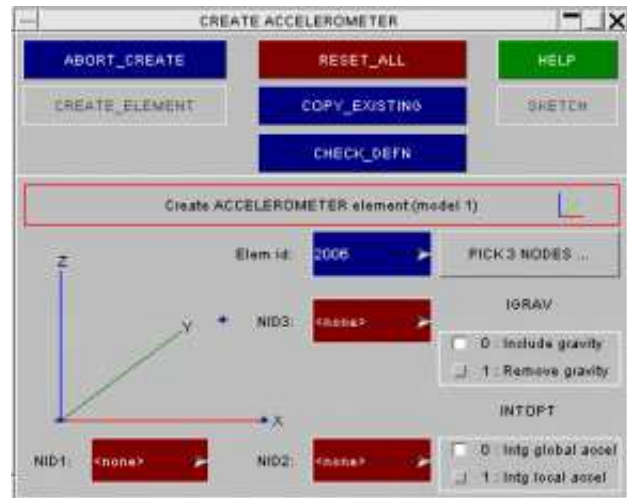 CREATE ACCELEROMETER
ABORT_CREATE RESET_ALL HELP
CREATE_ELEMENT COPY_EXISTING SKETCH
CHECK_DEFN
Create ACCELEROMETER element (model 1)
Elem id: 2006 PICK 3 NODES ...
Z
IGRAV
Y NID3: <none>
0 : Include gravity
1 : Remove gravity
INTOPT
X
NID1: <none> NID2: <none> 0 : Intg global accel
1 : Intg local accel